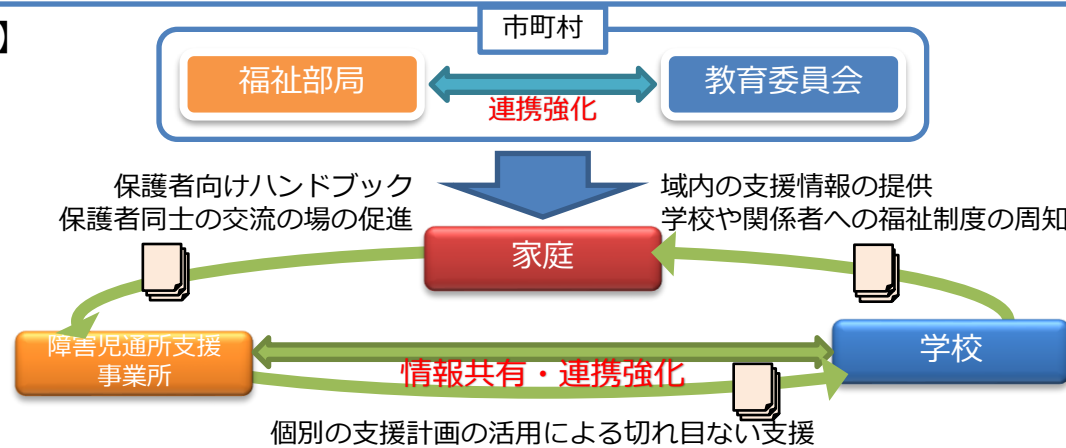 】
市町村
福祉部局
教育委員会
連携強化
保護者向けハンドブック
保護者同士の交流の場の促進
域内の支援情報の提供
学校や関係者への福祉制度の周知
家庭
障害児通所支援
事業所
学校
情報共有・連携強化
個別の支援計画の活用による切れ目ない支援